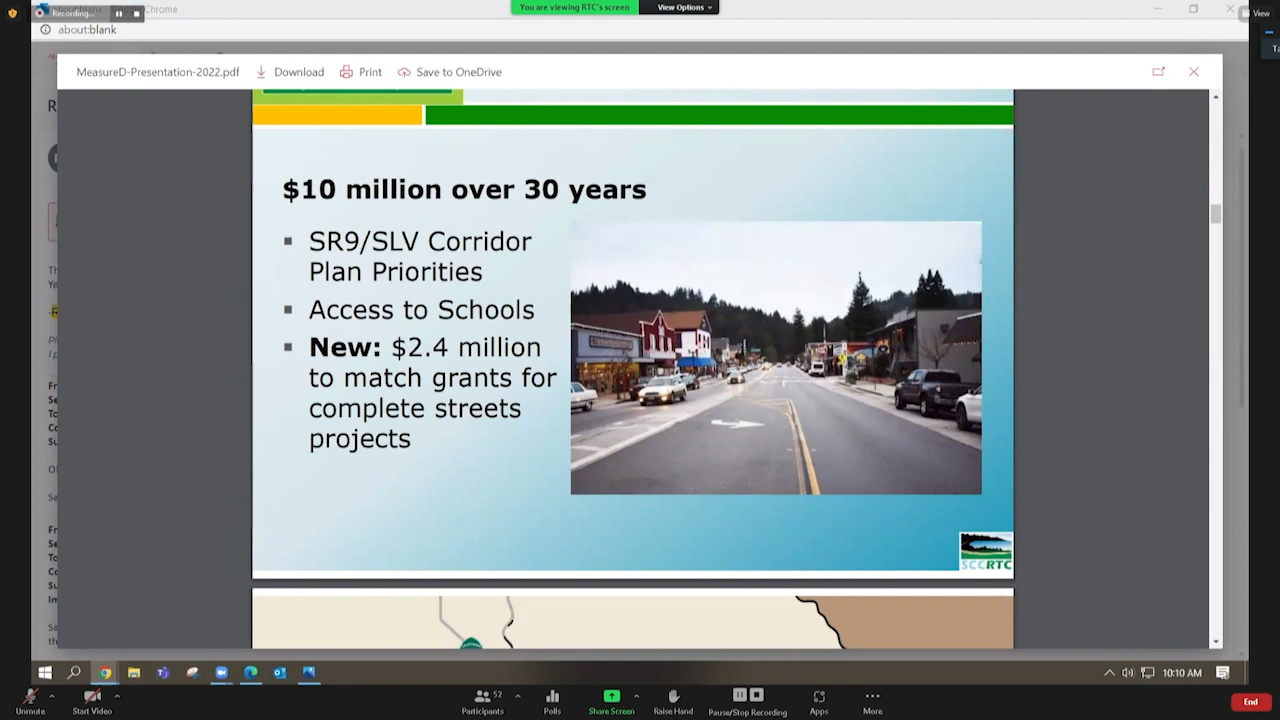 Recording...
Chrome
You are viewing RTC's screen
View Options
View
about:blank
MeasureD-Presentation-2022.pdf
Download
Print
Save to OneDrive
$10 million over 30 years
SR9/SLV Corridor
Plan Priorities
Access to Schools
New: $2.4 million
to match grants for
complete streets
projects
SCCRTC
10:10 AM
Unmute
Start Video
52
Participants
Polls
Share Screen
Raise Hand
Pause/Stop Recording
Apps
More
End